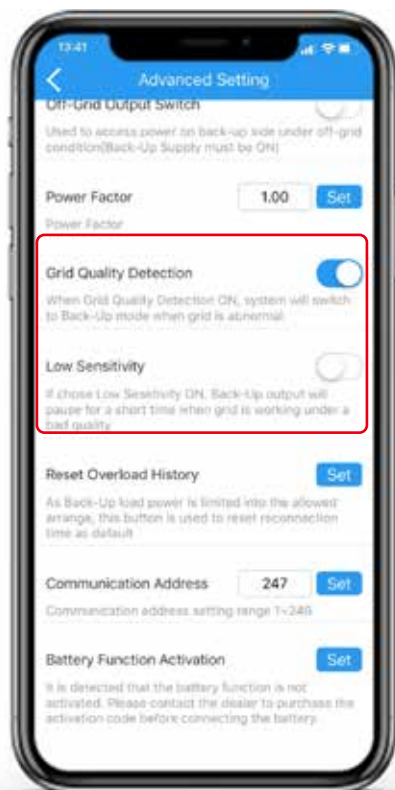 13:41
Advanced Setting
Off-Grid Output Switch
Used to access power on back-up side under off-grid
condition(Back-Up Supply must be ON)
Power Factor 1.00 Set
Power Factor
Grid Quality Detection
When Grid Quality Detection ON, system will switch
to Back-Up mode when grid is abnormal
Low Sensitivity
If chose Low Sesetivity ON, Back-Up output will
pause for a short time when grid is working under a
bad quality
Reset Overload History Set
As Back-Up load power is limited into the allowed
arrange, this button is used to reset reconnection
time as default
Communication Address 247 Set
Communication address setting range 1~246
Battery Function Activation Set
It is detected that the battery function is not
activated. Please contact the dealer to purchase the
activation code before connecting the battery.